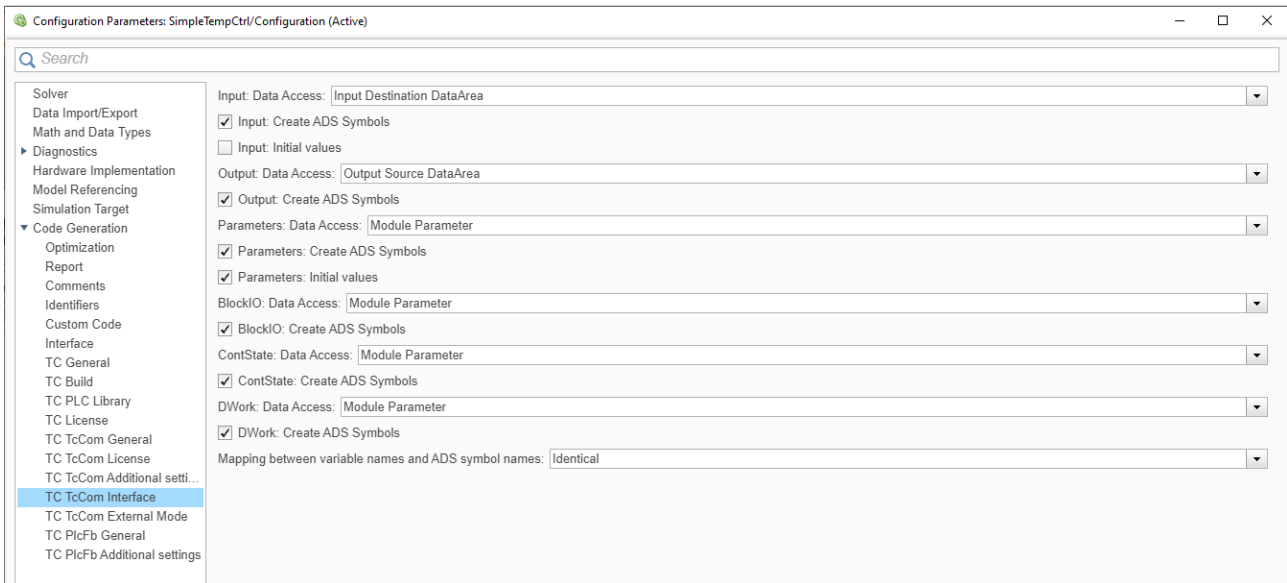 Configuration Parameters: SimpleTempCtrl/Configuration (Active)
Search
Solver
Data Import/Export
Math and Data Types
Diagnostics
Hardware Implementation
Model Referencing
Simulation Target
Code Generation
Optimization
Report
Comments
Identifiers
Custom Code
Interface
TC General
TC Build
TC PLC Library
TC License
TC TcCom General
TC TcCom License
TC TcCom Additional setti...
TC TcCom Interface
TC TcCom External Mode
TC PlcFb General
TC PlcFb Additional settings
Input: Data Access: Input Destination DataArea
Input: Create ADS Symbols
Input: Initial values
Output: Data Access: Output Source DataArea
Output: Create ADS Symbols
Parameters: Data Access: Module Parameter
Parameters: Create ADS Symbols
Parameters: Initial values
BlockIO: Data Access: Module Parameter
BlockIO: Create ADS Symbols
ContState: Data Access: Module Parameter
ContState: Create ADS Symbols
DWork: Data Access: Module Parameter
DWork: Create ADS Symbols
Mapping between variable names and ADS symbol names: Identical